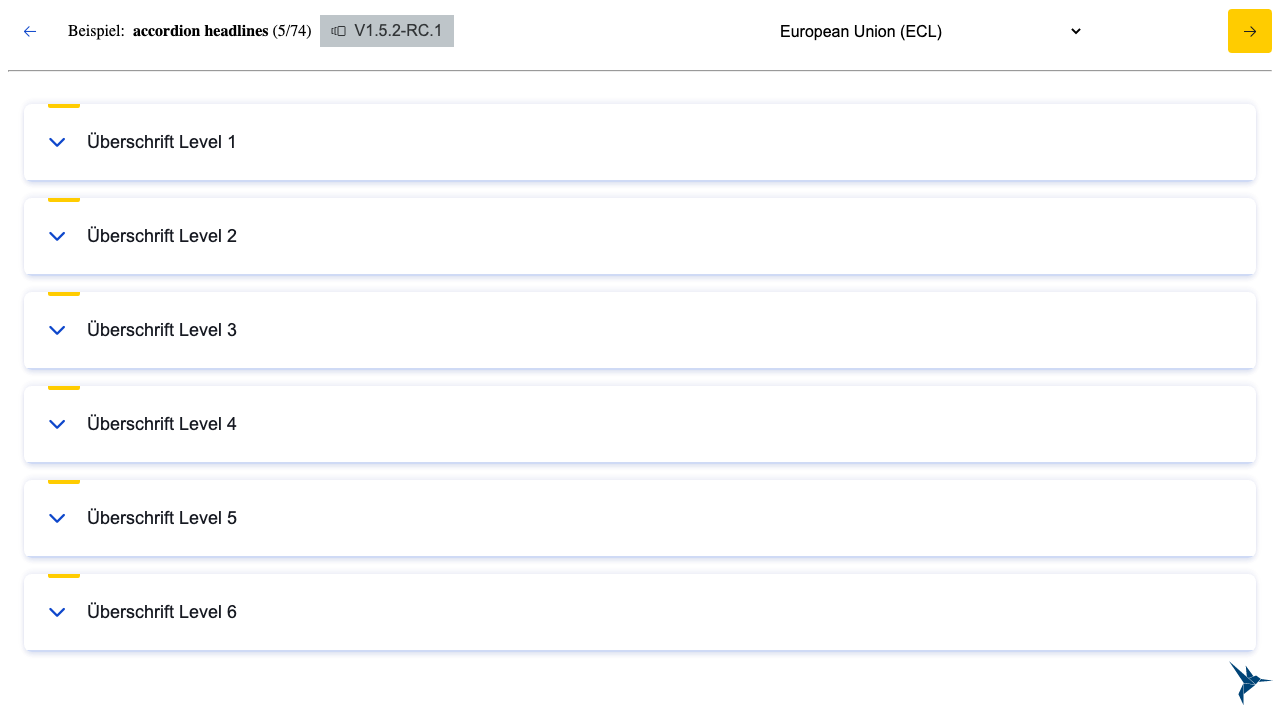 Beispiel: accordion headlines (5/74) V1.5.2-RC.1 European Union (ECL)
Überschrift Level 1
Überschrift Level 2
Überschrift Level 3
Überschrift Level 4
Überschrift Level 5
Überschrift Level 6